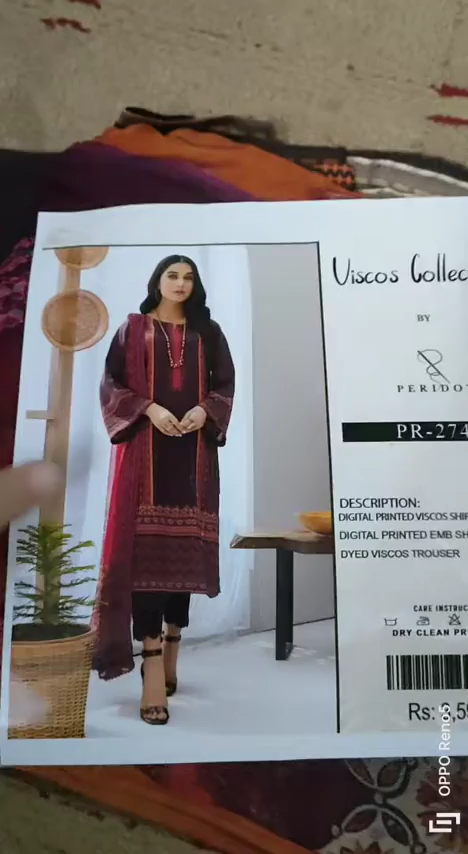 Viscos Collec
BY
PERIDO
PR-274
DESCRIPTION:
DIGITAL PRINTED VISCOS SHIR
DIGITAL PRINTED EMB SH
DYED VISCOS TROUSER
CARE INSTRUC
DRY CLEAN PR
Rs:
OPPO Reno5